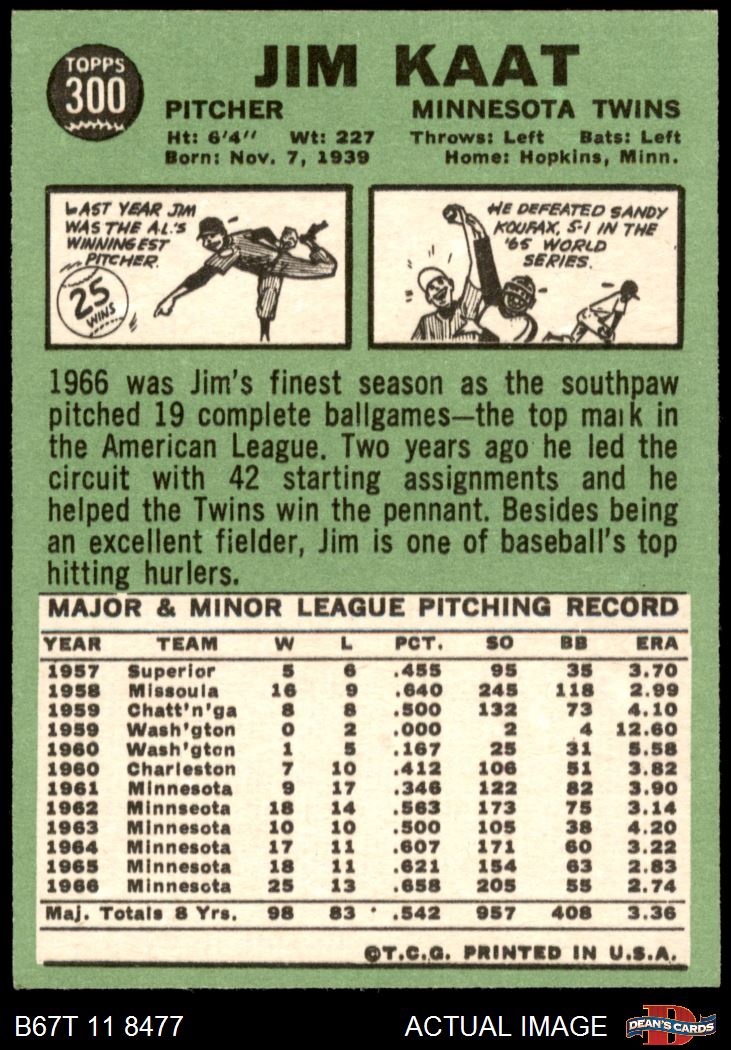 TOPPS
300
JIM KAAT
PITCHER MINNESOTA TWINS
Ht: 6'4" Wt: 227 Throws: Left Bats: Left
Born: Nov. 7, 1939 Home: Hopkins, Minn.
LAST YEAR JIM
WAS THE A.L.'S
WINNINGEST
PITCHER.
25
WINS
HE DEFEATED SANDY
KOUFAX, 5-1 IN THE
'65 WORLD
SERIES.
1966 was Jim's finest season as the southpaw
pitched 19 complete ballgames—the top mark in
the American League. Two years ago he led the
circuit with 42 starting assignments and he
helped the Twins win the pennant. Besides being
an excellent fielder, Jim is one of baseball's top
hitting hurlers.
MAJOR & MINOR LEAGUE PITCHING RECORD
YEAR TEAM W L PCT. SO BB ERA
1957 Superior 5 6 .455 95 35 3.70
1958 Missoula 16 9 .640 245 118 2.99
1959 Chatt'n'ga 8 8 .500 132 73 4.10
1959 Wash'gton 0 2 .000 2 4 12.60
1960 Wash'gton 1 5 .167 25 31 5.58
1960 Charleston 7 10 .412 106 51 3.82
1961 Minnesota 9 17 .346 122 82 3.90
1962 Minnseota 18 14 .563 173 75 3.14
1963 Minnesota 10 10 .500 105 38 4.20
1964 Minnesota 17 11 .607 171 60 3.22
1965 Minnesota 18 11 .621 154 63 2.83
1966 Minnesota 25 13 .658 205 55 2.74
Maj. Totals 8 Yrs. 98 83 .542 957 408 3.36
©T.C.G. PRINTED IN U.S.A.
B67T 11 8477 ACTUAL IMAGE DEAN'S CARDS